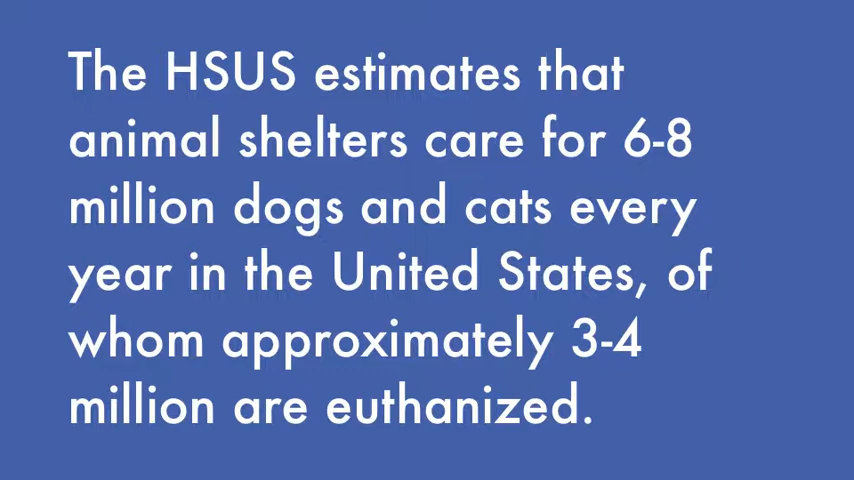 The HSUS estimates that
animal shelters care for 6-8
million dogs and cats every
year in the United States, of
whom approximately 3-4
million are euthanized.